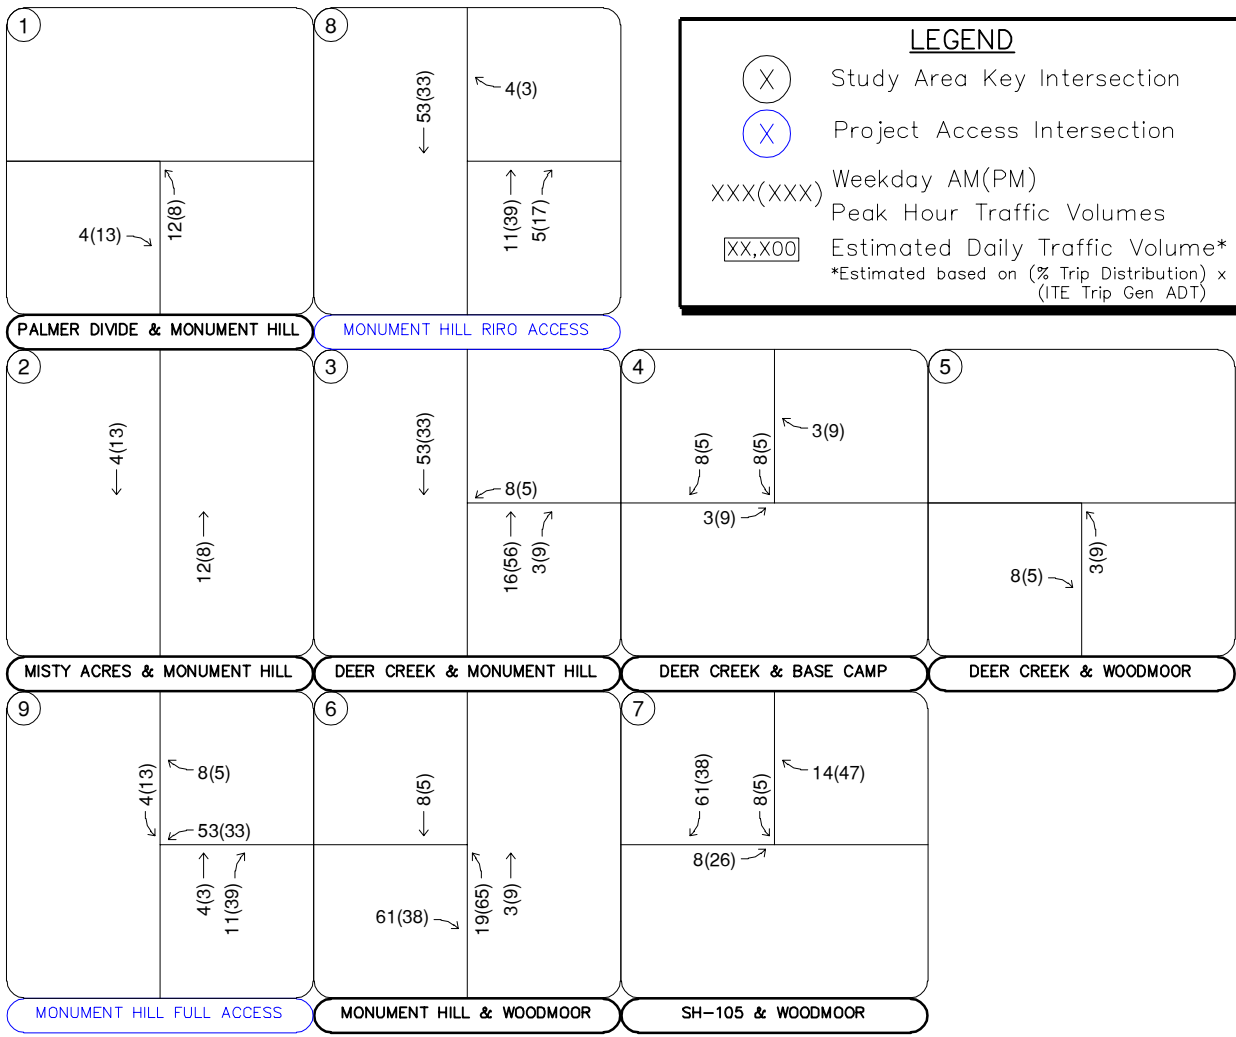 1
4(13)
12(8)
PALMER DIVIDE & MONUMENT HILL
8
53(33)
4(3)
11(39)
5(17)
MONUMENT HILL RIRO ACCESS
LEGEND
X Study Area Key Intersection
X Project Access Intersection
XXX(XXX) Weekday AM(PM)
Peak Hour Traffic Volumes
XX,X00 Estimated Daily Traffic Volume*
*Estimated based on (% Trip Distribution) x
(ITE Trip Gen ADT)
2
4(13)
12(8)
MISTY ACRES & MONUMENT HILL
3
53(33)
8(5)
16(56)
3(9)
DEER CREEK & MONUMENT HILL
4
8(5)
8(5)
3(9)
3(9)
DEER CREEK & BASE CAMP
5
8(5)
3(9)
DEER CREEK & WOODMOOR
9
4(13)
8(5)
53(33)
4(3)
11(39)
MONUMENT HILL FULL ACCESS
6
8(5)
61(38)
19(65)
3(9)
MONUMENT HILL & WOODMOOR
7
61(38)
8(5)
14(47)
8(26)
SH-105 & WOODMOOR